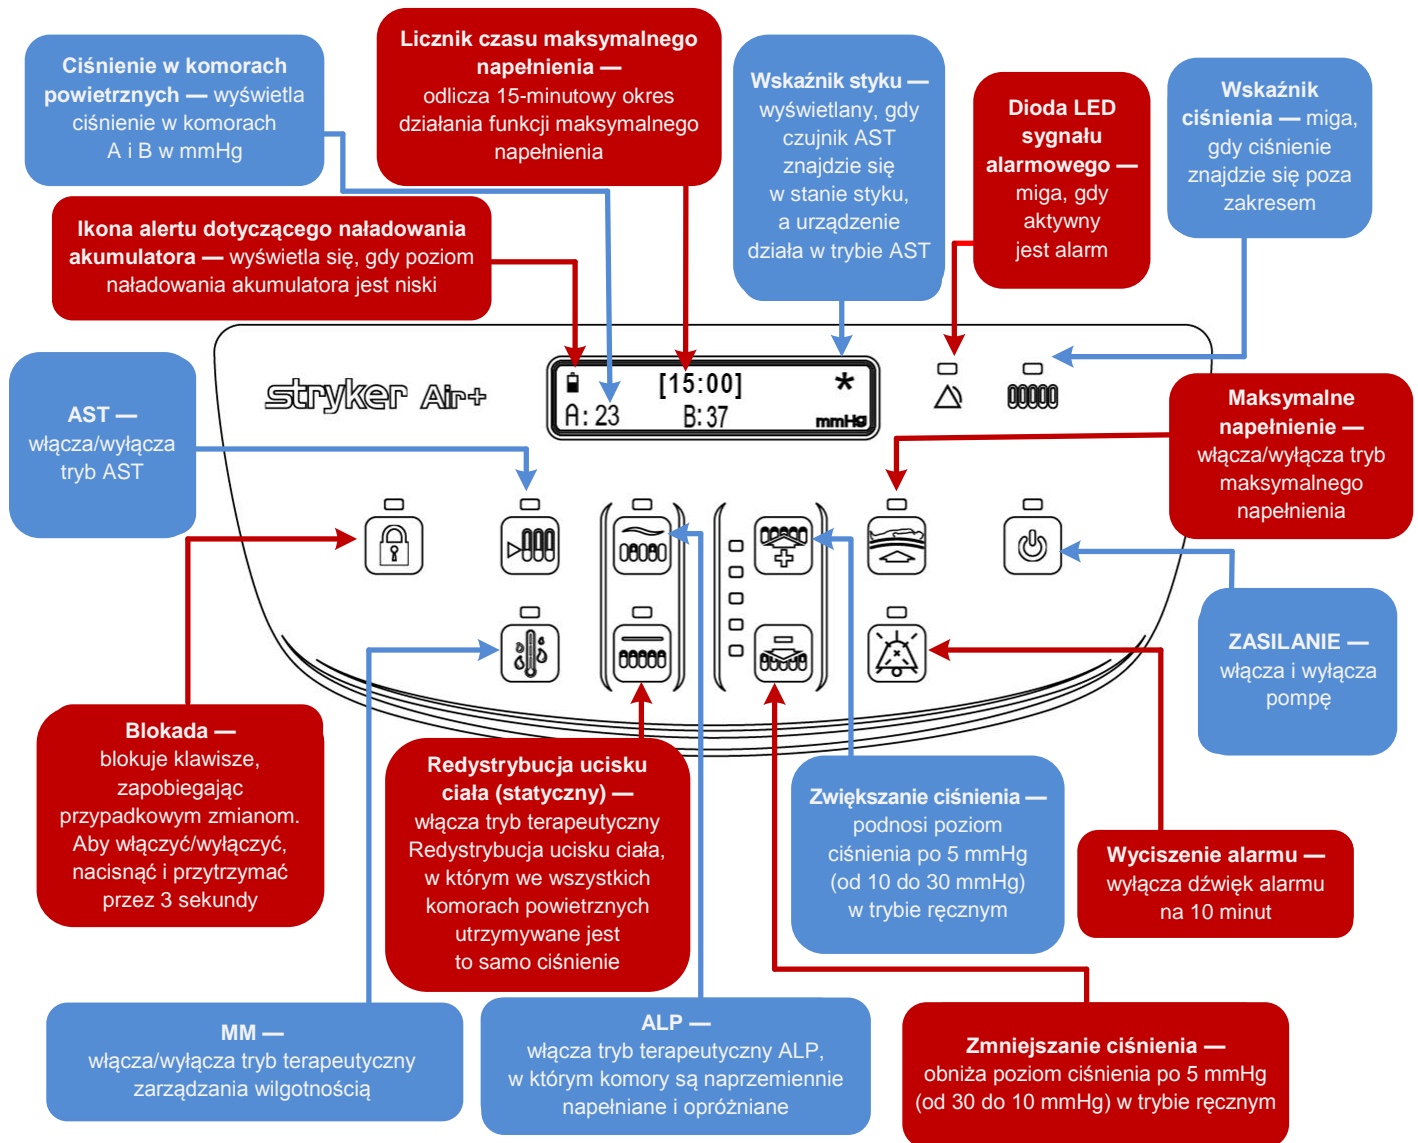 Ciśnienie w komorach
powietrznych — wyświetla
ciśnienie w komorach
A i B w mmHg
Licznik czasu maksymalnego
napełnienia —
odlicza 15-minutowy okres
działania funkcji maksymalnego
napełnienia
Wskaźnik styku —
wyświetlany, gdy
czujnik AST
znajdzie się
w stanie styku,
a urządzenie
działa w trybie AST
Dioda LED
sygnału
alarmowego —
miga, gdy
aktywny
jest alarm
Wskaźnik
ciśnienia — miga,
gdy ciśnienie
znajdzie się poza
zakresem
Ikona alertu dotyczącego naładowania
akumulatora — wyświetla się, gdy poziom
naładowania akumulatora jest niski
AST —
włącza/wyłącza
tryb AST
stryker Air+
[15:00] *
A: 23 B: 37 mmHg
Maksymalne
napełnienie —
włącza/wyłącza tryb
maksymalnego
napełnienia
ZASILANIE —
włącza i wyłącza
pompę
Blokada —
blokuje klawisze,
zapobiegając
przypadkowym zmianom.
Aby włączyć/wyłączyć,
nacisnąć i przytrzymać
przez 3 sekundy
Redystrybucja ucisku
ciała (statyczny) —
włącza tryb terapeutyczny
Redystrybucja ucisku ciała,
w którym we wszystkich
komorach powietrznych
utrzymywane jest
to samo ciśnienie
Zwiększanie ciśnienia —
podnosi poziom
ciśnienia po 5 mmHg
(od 10 do 30 mmHg)
w trybie ręcznym
Wyciszenie alarmu —
wyłącza dźwięk alarmu
na 10 minut
MM —
włącza/wyłącza tryb terapeutyczny
zarządzania wilgotnością
ALP —
włącza tryb terapeutyczny ALP,
w którym komory są naprzemiennie
napełniane i opróżniane
Zmniejszanie ciśnienia —
obniża poziom ciśnienia po 5 mmHg
(od 30 do 10 mmHg) w trybie ręcznym